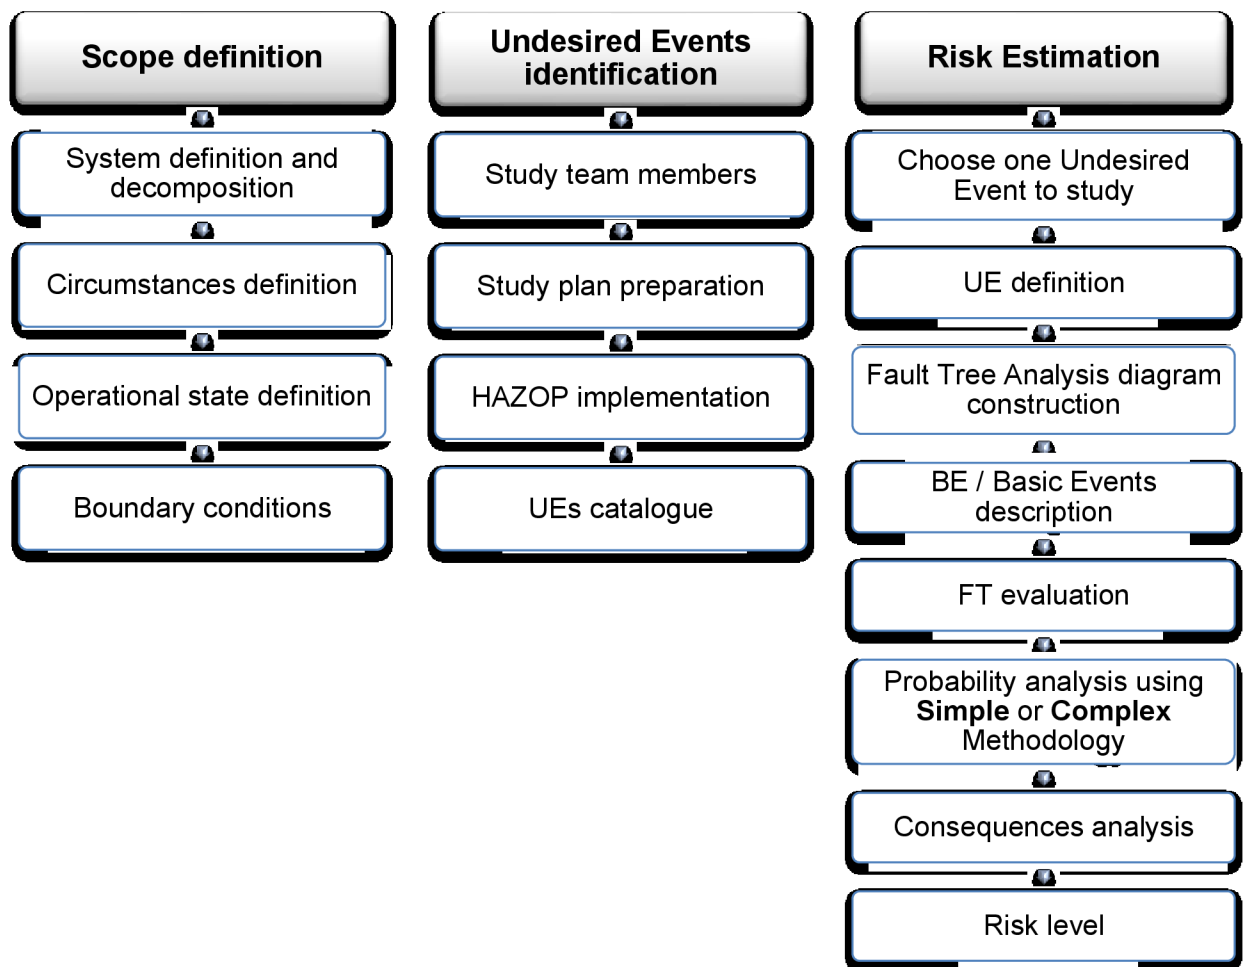 Scope definition
System definition and
decomposition
Circumstances definition
Operational state definition
Boundary conditions
Undesired Events
identification
Study team members
Study plan preparation
HAZOP implementation
UEs catalogue
Risk Estimation
Choose one Undesired
Event to study
UE definition
Fault Tree Analysis diagram
construction
BE / Basic Events
description
FT evaluation
Probability analysis using
Simple or Complex
Methodology
Consequences analysis
Risk level